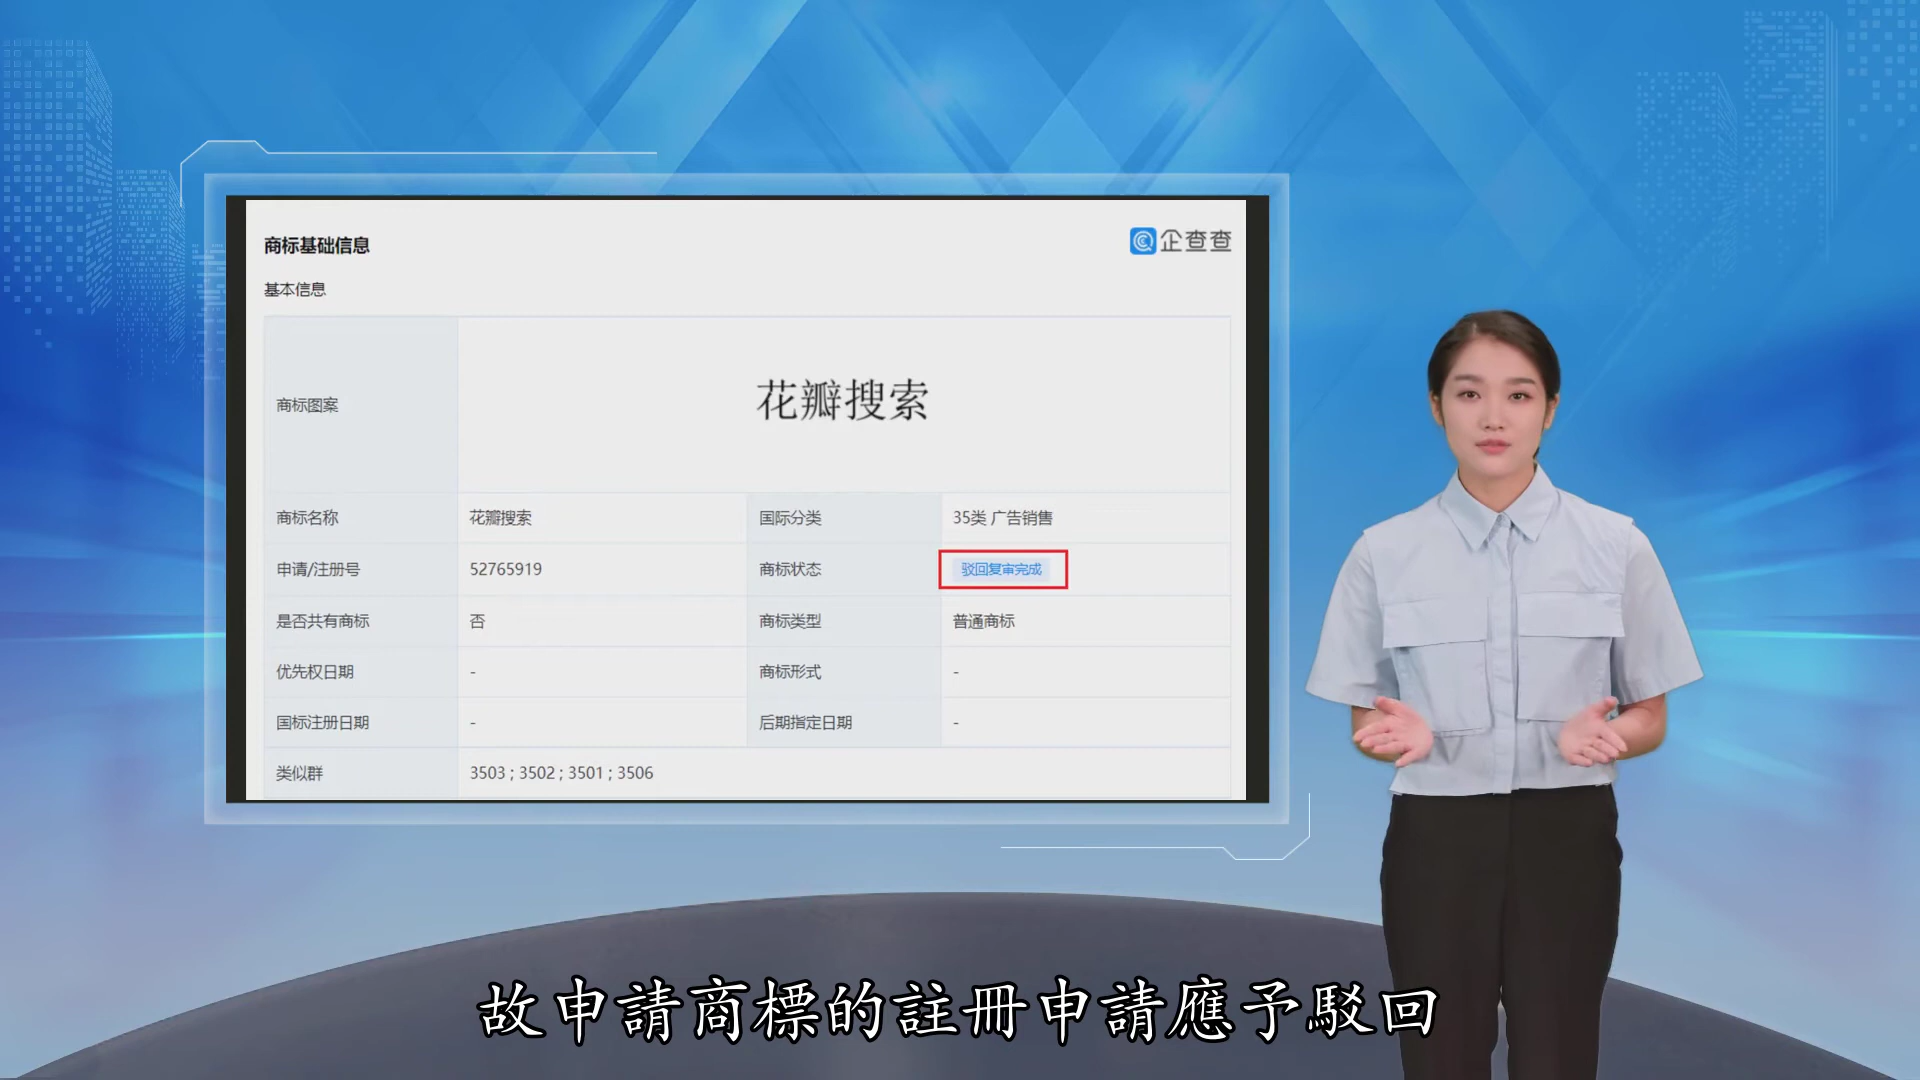 商标基础信息
企查查
基本信息
商标图案
花瓣搜索
商标名称 花瓣搜索 国际分类 35类 广告销售
申请/注册号 52765919 商标状态 驳回复审完成
是否共有商标 否 商标类型 普通商标
优先权日期 - 商标形式 -
国标注册日期 - 后期指定日期 -
类似群 3503 ; 3502 ; 3501 ; 3506
故申請商標的註冊申請應予駁回